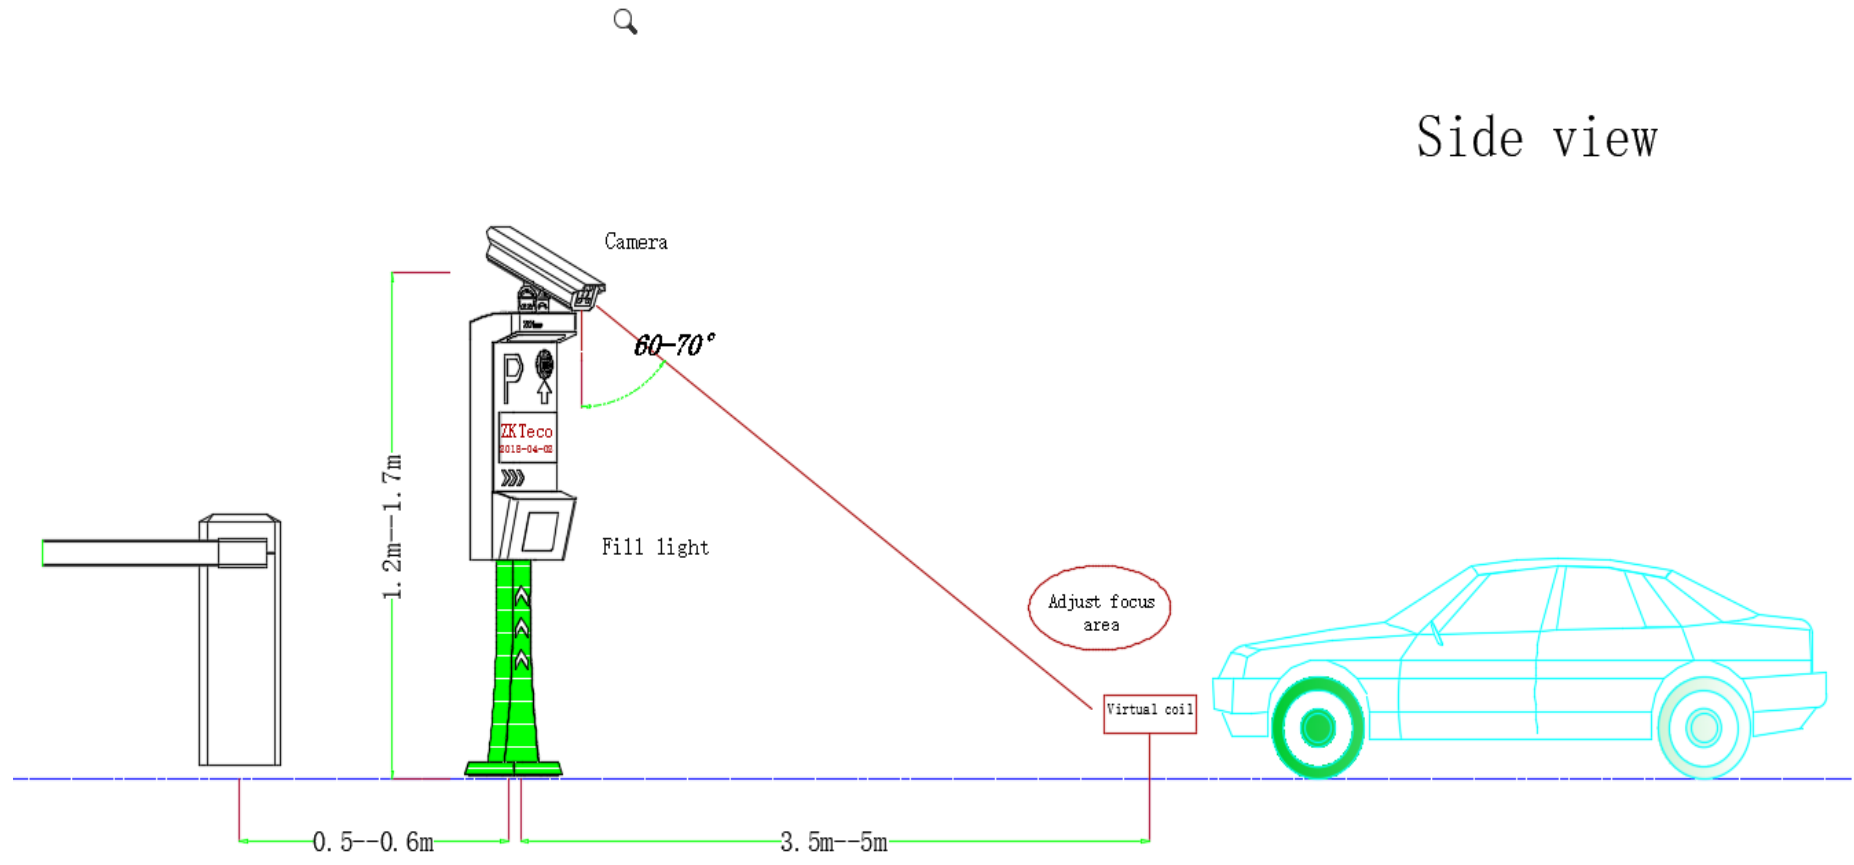 Side view
Camera
60-70°
P
ZKTeco
2018-04-02
1.2m--1.7m
Fill light
Adjust focus
area
Virtual coil
0.5--0.6m
3.5m--5m